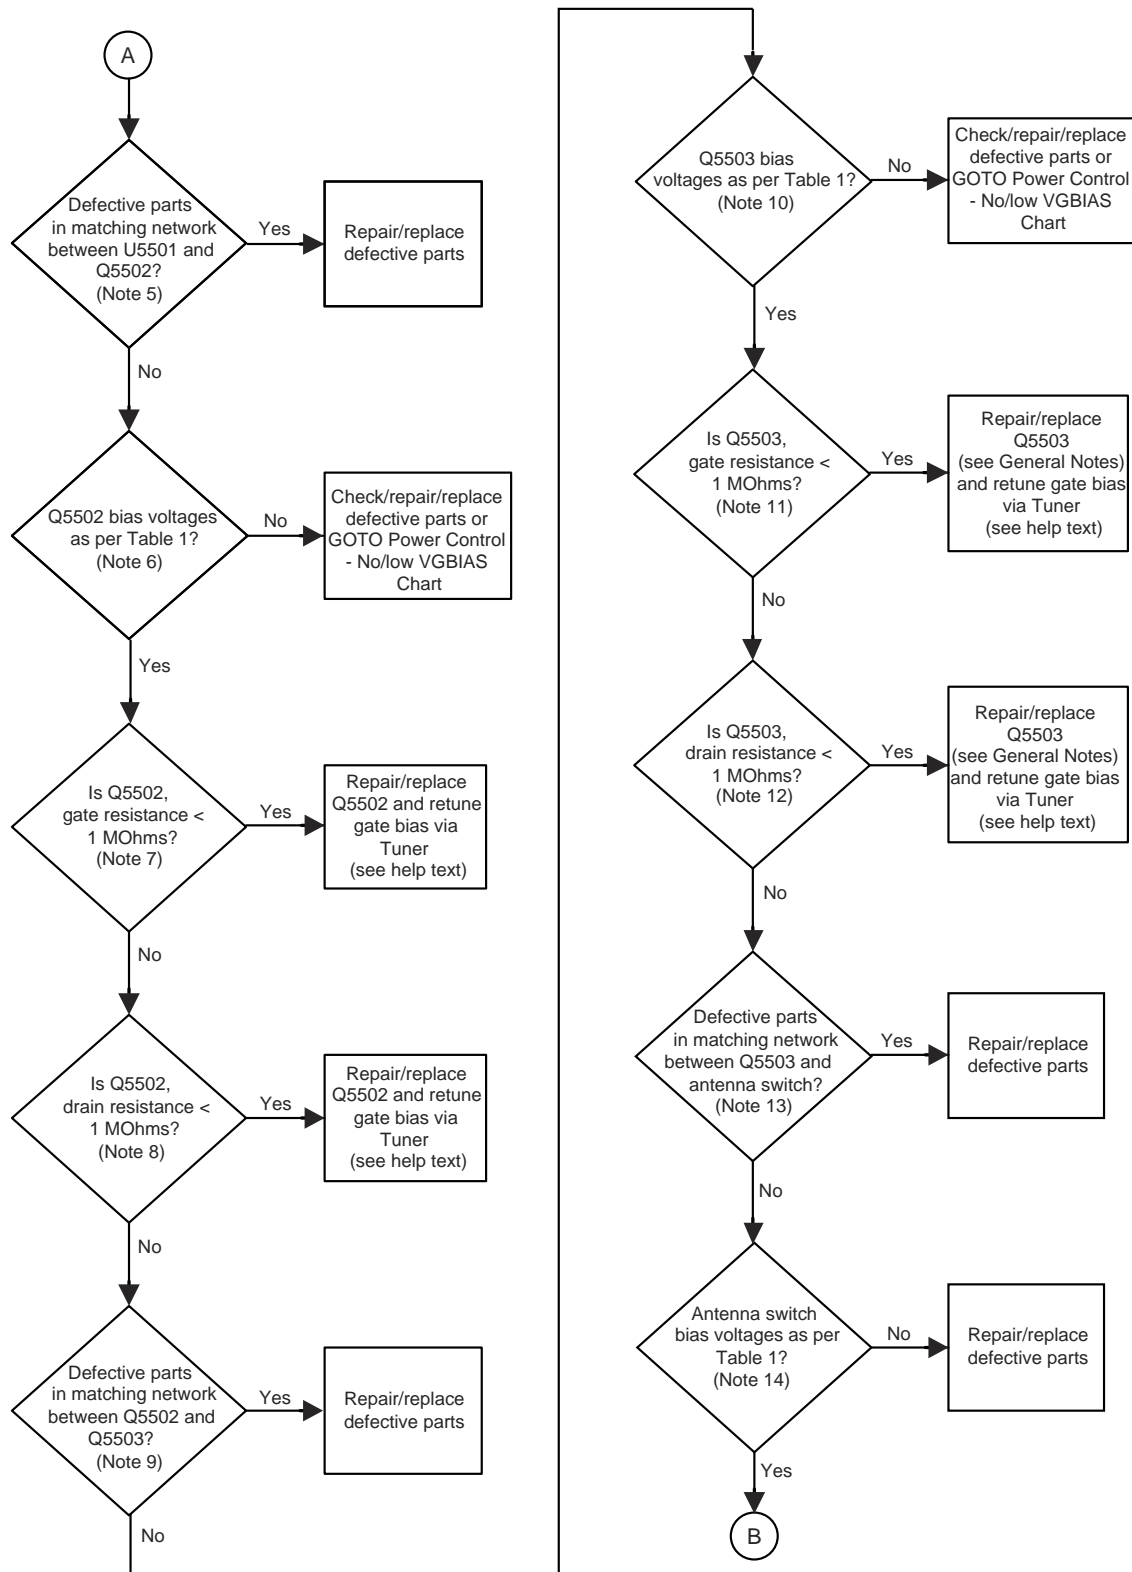 A
Defective parts
in matching network
between U5501 and
Q5502?
(Note 5)
Yes
Repair/replace
defective parts
No
Q5502 bias voltages
as per Table 1?
(Note 6)
No
Check/repair/replace
defective parts or
GOTO Power Control
- No/low VGBIAS
Chart
Yes
Is Q5502,
gate resistance <
1 MOhms?
(Note 7)
Yes
Repair/replace
Q5502 and retune
gate bias via
Tuner
(see help text)
No
Is Q5502,
drain resistance <
1 MOhms?
(Note 8)
Yes
Repair/replace
Q5502 and retune
gate bias via
Tuner
(see help text)
No
Defective parts
in matching network
between Q5502 and
Q5503?
(Note 9)
Yes
Repair/replace
defective parts
No
Q5503 bias
voltages as per Table 1?
(Note 10)
No
Check/repair/replace
defective parts or
GOTO Power Control
- No/low VGBIAS
Chart
Yes
Is Q5503,
gate resistance <
1 MOhms?
(Note 11)
Yes
Repair/replace
Q5503
(see General Notes)
and retune gate bias
via Tuner
(see help text)
No
Is Q5503,
drain resistance <
1 MOhms?
(Note 12)
Yes
Repair/replace
Q5503
(see General Notes)
and retune gate bias
via Tuner
(see help text)
No
Defective parts
in matching network
between Q5503 and
antenna switch?
(Note 13)
Yes
Repair/replace
defective parts
No
Antenna switch
bias voltages as per
Table 1?
(Note 14)
No
Repair/replace
defective parts
Yes
B